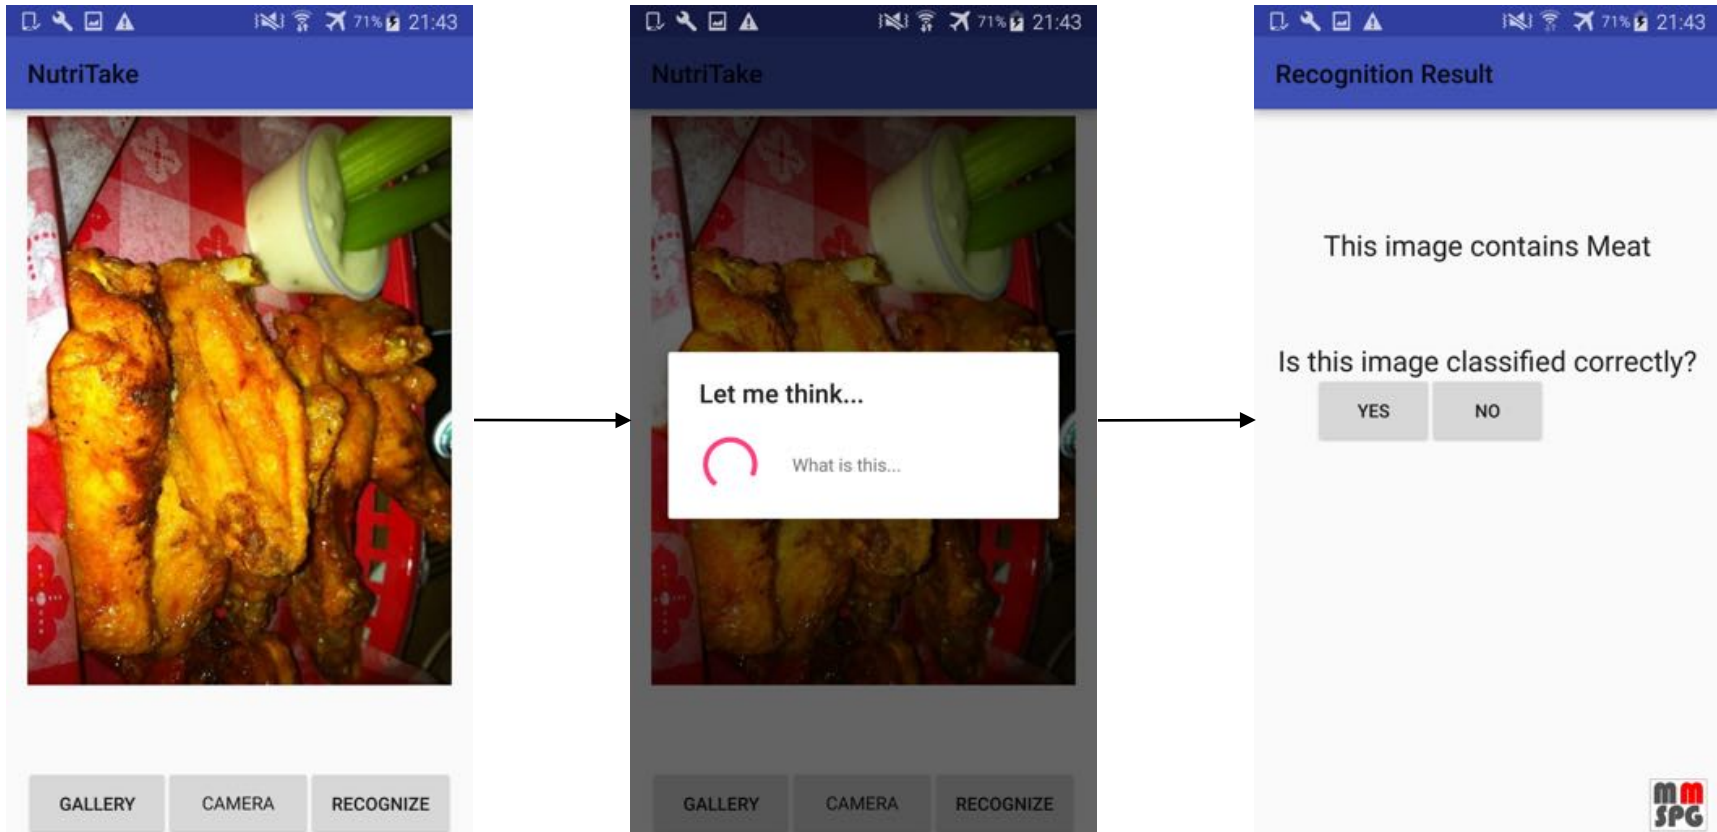 71% 21:43
NutriTake
GALLERY CAMERA RECOGNIZE
71% 21:43
NutriTake
Let me think...
What is this...
GALLERY CAMERA RECOGNIZE
71% 21:43
Recognition Result
This image contains Meat
Is this image classified correctly?
YES NO
MM
SPG